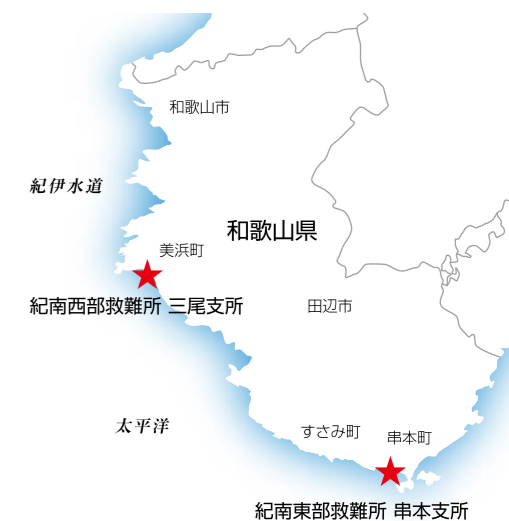 和歌山市
紀伊水道
和歌山県
美浜町
紀南西部救難所 三尾支所
田辺市
太平洋
すさみ町
串本町
紀南東部救難所 串本支所